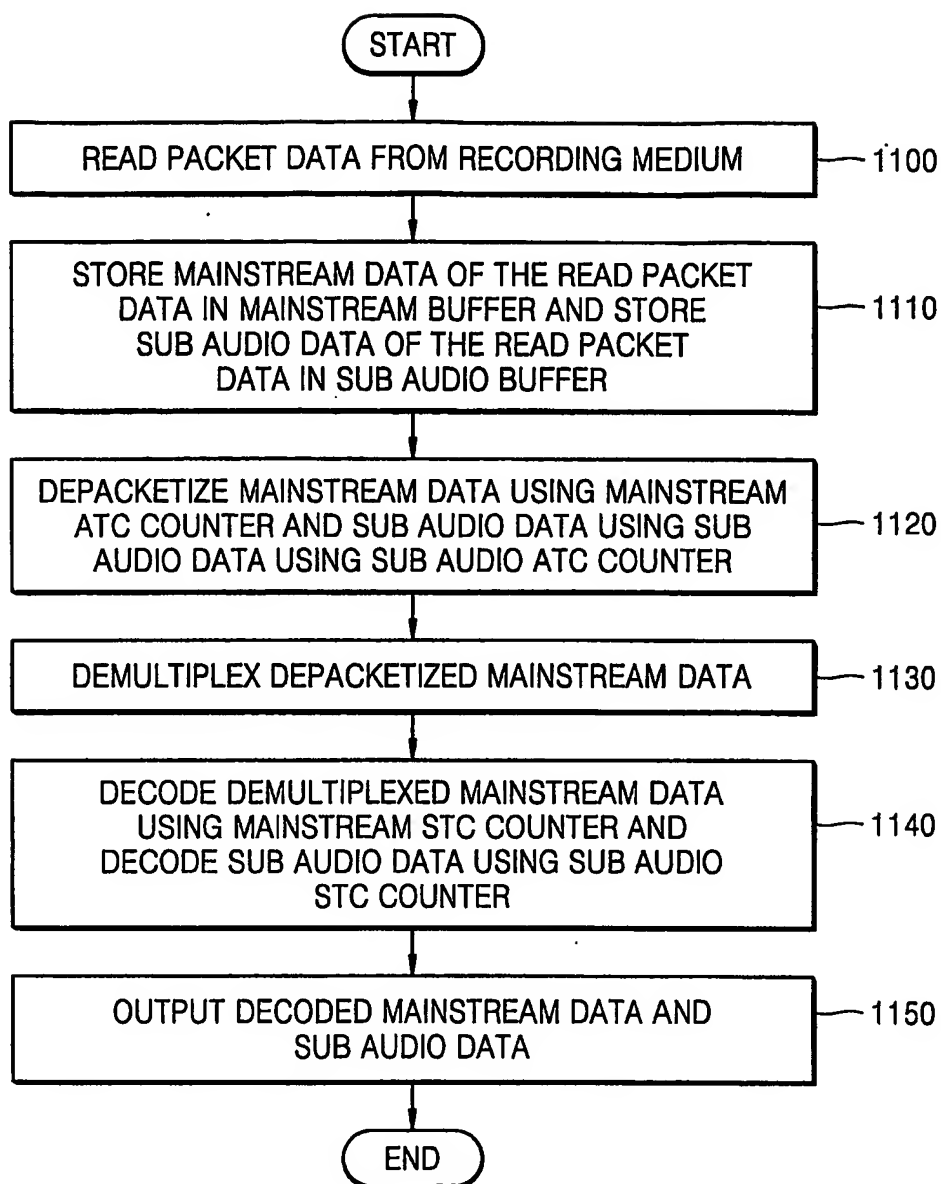 START
READ PACKET DATA FROM RECORDING MEDIUM
1100
STORE MAINSTREAM DATA OF THE READ PACKET
DATA IN MAINSTREAM BUFFER AND STORE
SUB AUDIO DATA OF THE READ PACKET
DATA IN SUB AUDIO BUFFER
1110
DEPACKETIZE MAINSTREAM DATA USING MAINSTREAM
ATC COUNTER AND SUB AUDIO DATA USING SUB
AUDIO DATA USING SUB AUDIO ATC COUNTER
1120
DEMULTIPLEX DEPACKETIZED MAINSTREAM DATA
1130
DECODE DEMULTIPLEXED MAINSTREAM DATA
USING MAINSTREAM STC COUNTER AND
DECODE SUB AUDIO DATA USING SUB AUDIO
STC COUNTER
1140
OUTPUT DECODED MAINSTREAM DATA AND
SUB AUDIO DATA
1150
END